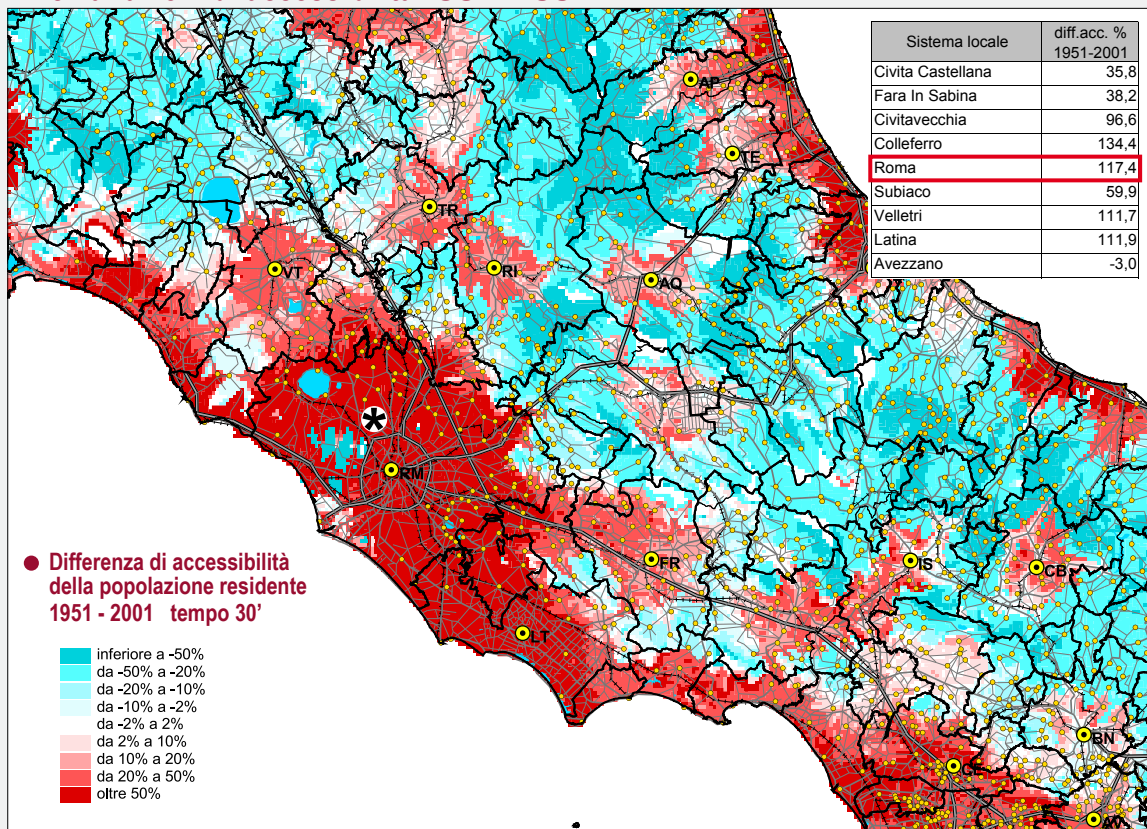 Sistema locale diff.acc. % 1951-2001
Civita Castellana 35,8
Fara In Sabina 38,2
Civitavecchia 96,6
Colleferro 134,4
Roma 117,4
Subiaco 59,9
Velletri 111,7
Latina 111,9
Avezzano -3,0
AP
TE
TR
RI
VT
AQ
*
RM
FR
IS
CB
LT
BN
CE
AV
● Differenza di accessibilità
della popolazione residente
1951 - 2001 tempo 30'
inferiore a -50%
da -50% a -20%
da -20% a -10%
da -10% a -2%
da -2% a 2%
da 2% a 10%
da 10% a 20%
da 20% a 50%
oltre 50%